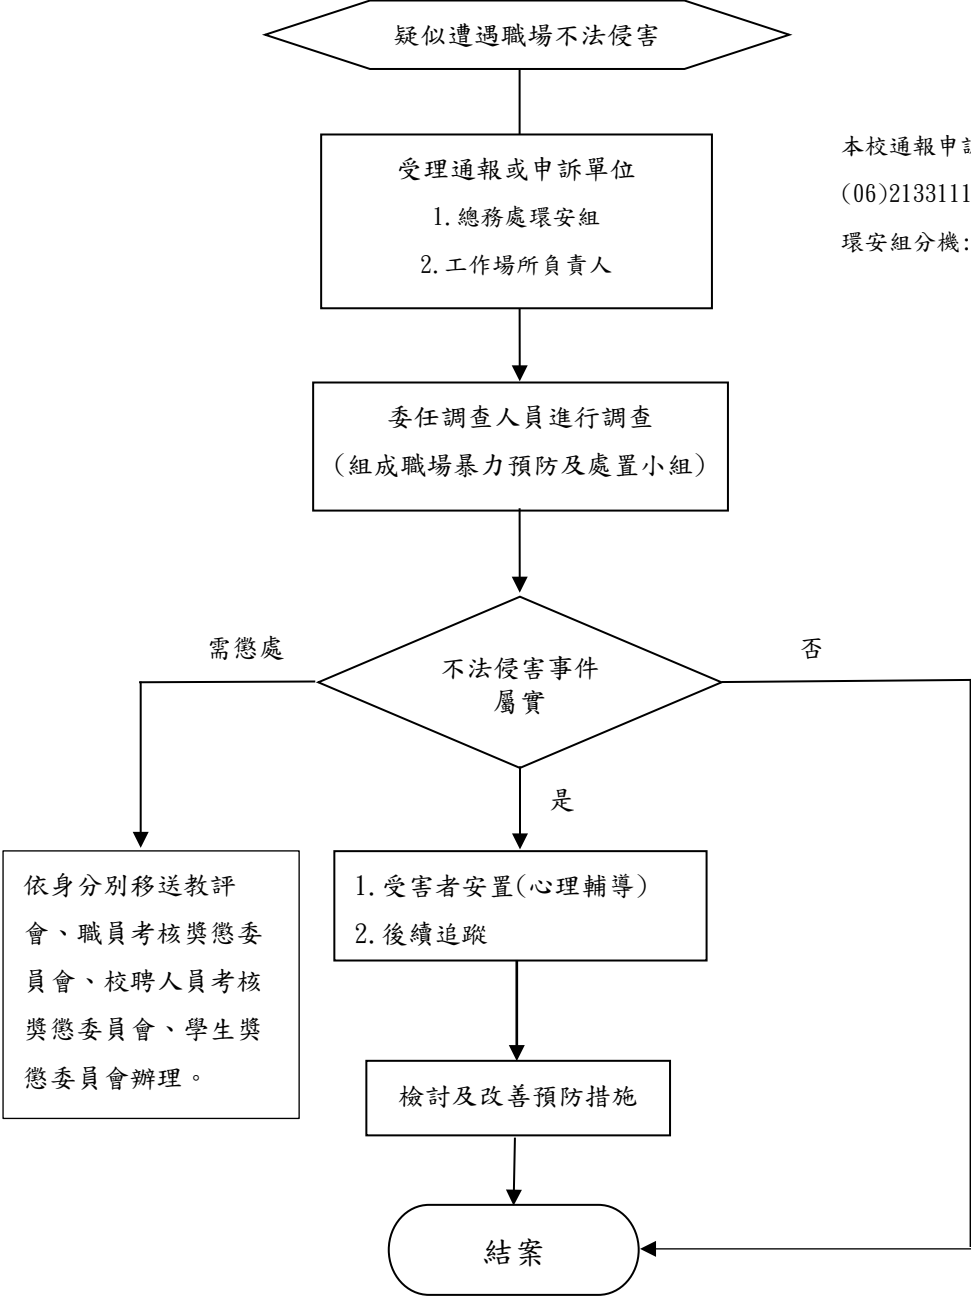 疑似遭遇職場不法侵害
受理通報或申訴單位
1.總務處環安組
2.工作場所負責人
本校通報申
(06)2133111
環安組分機:
委任調查人員進行調查
(組成職場暴力預防及處置小組)
需懲處
不法侵害事件
屬實
否
是
依身分別移送教評
會、職員考核獎懲委
員會、校聘人員考核
獎懲委員會、學生獎
懲委員會辦理。
1.受害者安置(心理輔導)
2.後續追蹤
檢討及改善預防措施
結案